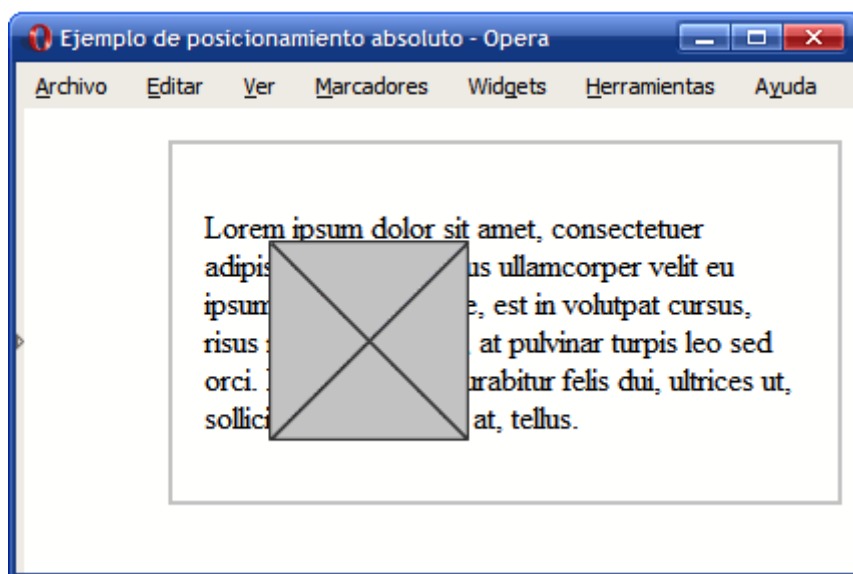 Ejemplo de posicionamiento absoluto - Opera
Archivo Editar Ver Marcadores Widgets Herramientas Ayuda
Lorem ipsum dolor sit amet, consectetuer
adipis us ullamcorper velit eu
ipsum e, est in volutpat cursus,
risus at pulvinar turpis leo sed
orci. urabitur felis dui, ultrices ut,
sollici at, tellus.